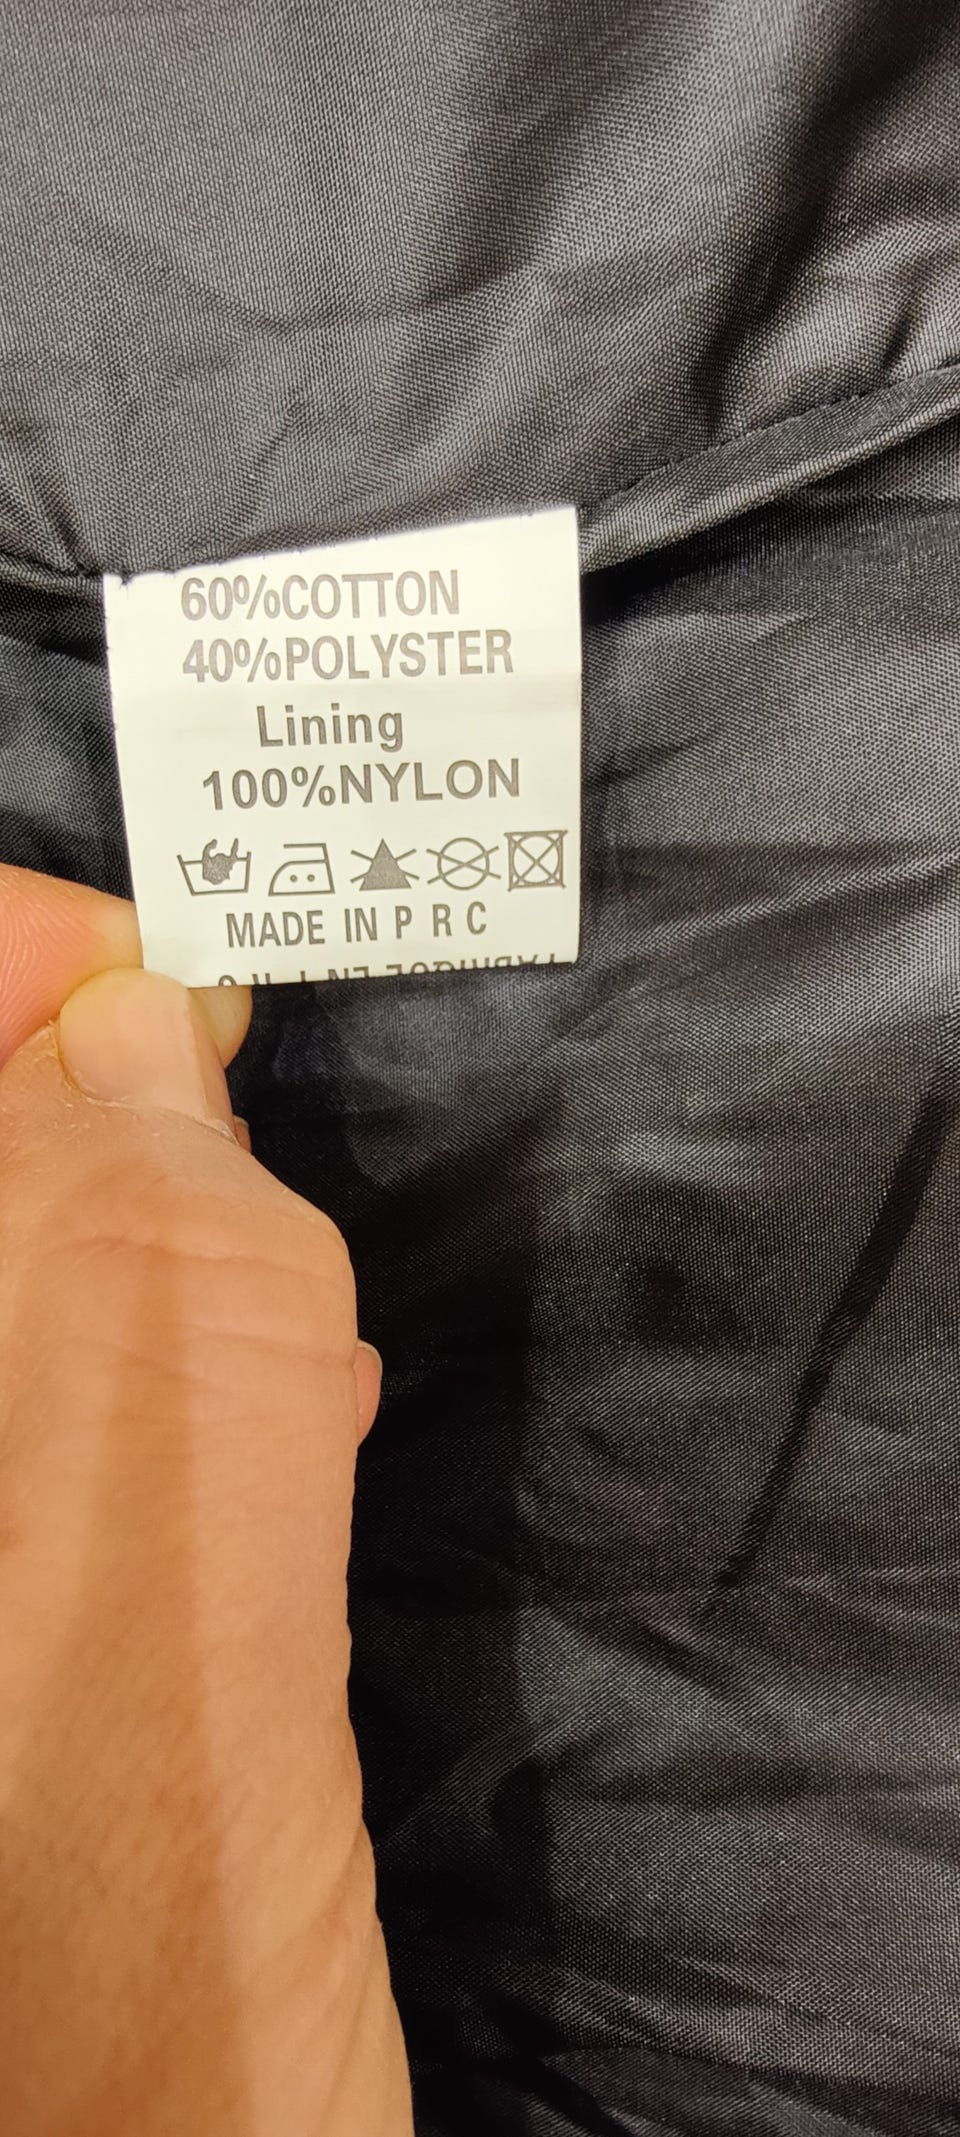 60%COTTON
40%POLYSTER
Lining
100%NYLON
MADE IN P R C